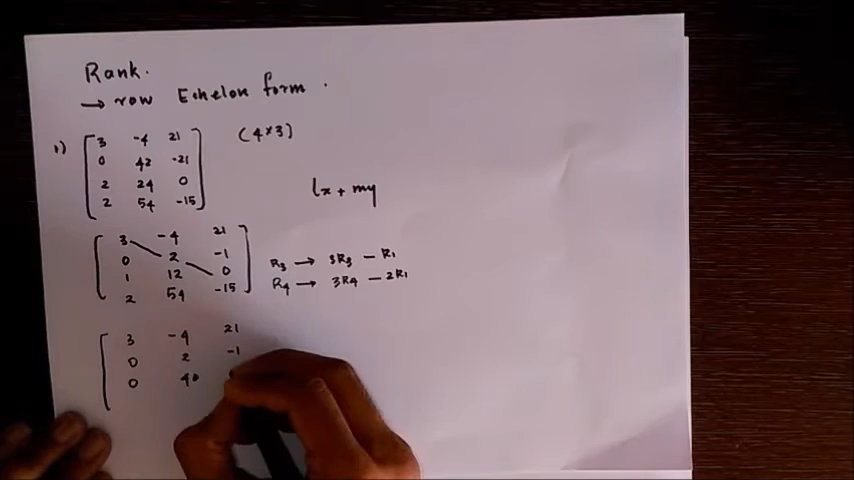 Rank.
→ row Echelon form.
1) [ 3 -4 21 ] (4×3)
0 42 -21
2 24 0
2 54 -15
lx + my
3 -4 21
0 2 -1
1 12 0
2 54 -15
R3 → 3R3 - R1
R4 → 3R4 - 2R1
3 -4 21
0 2 -1
0 40